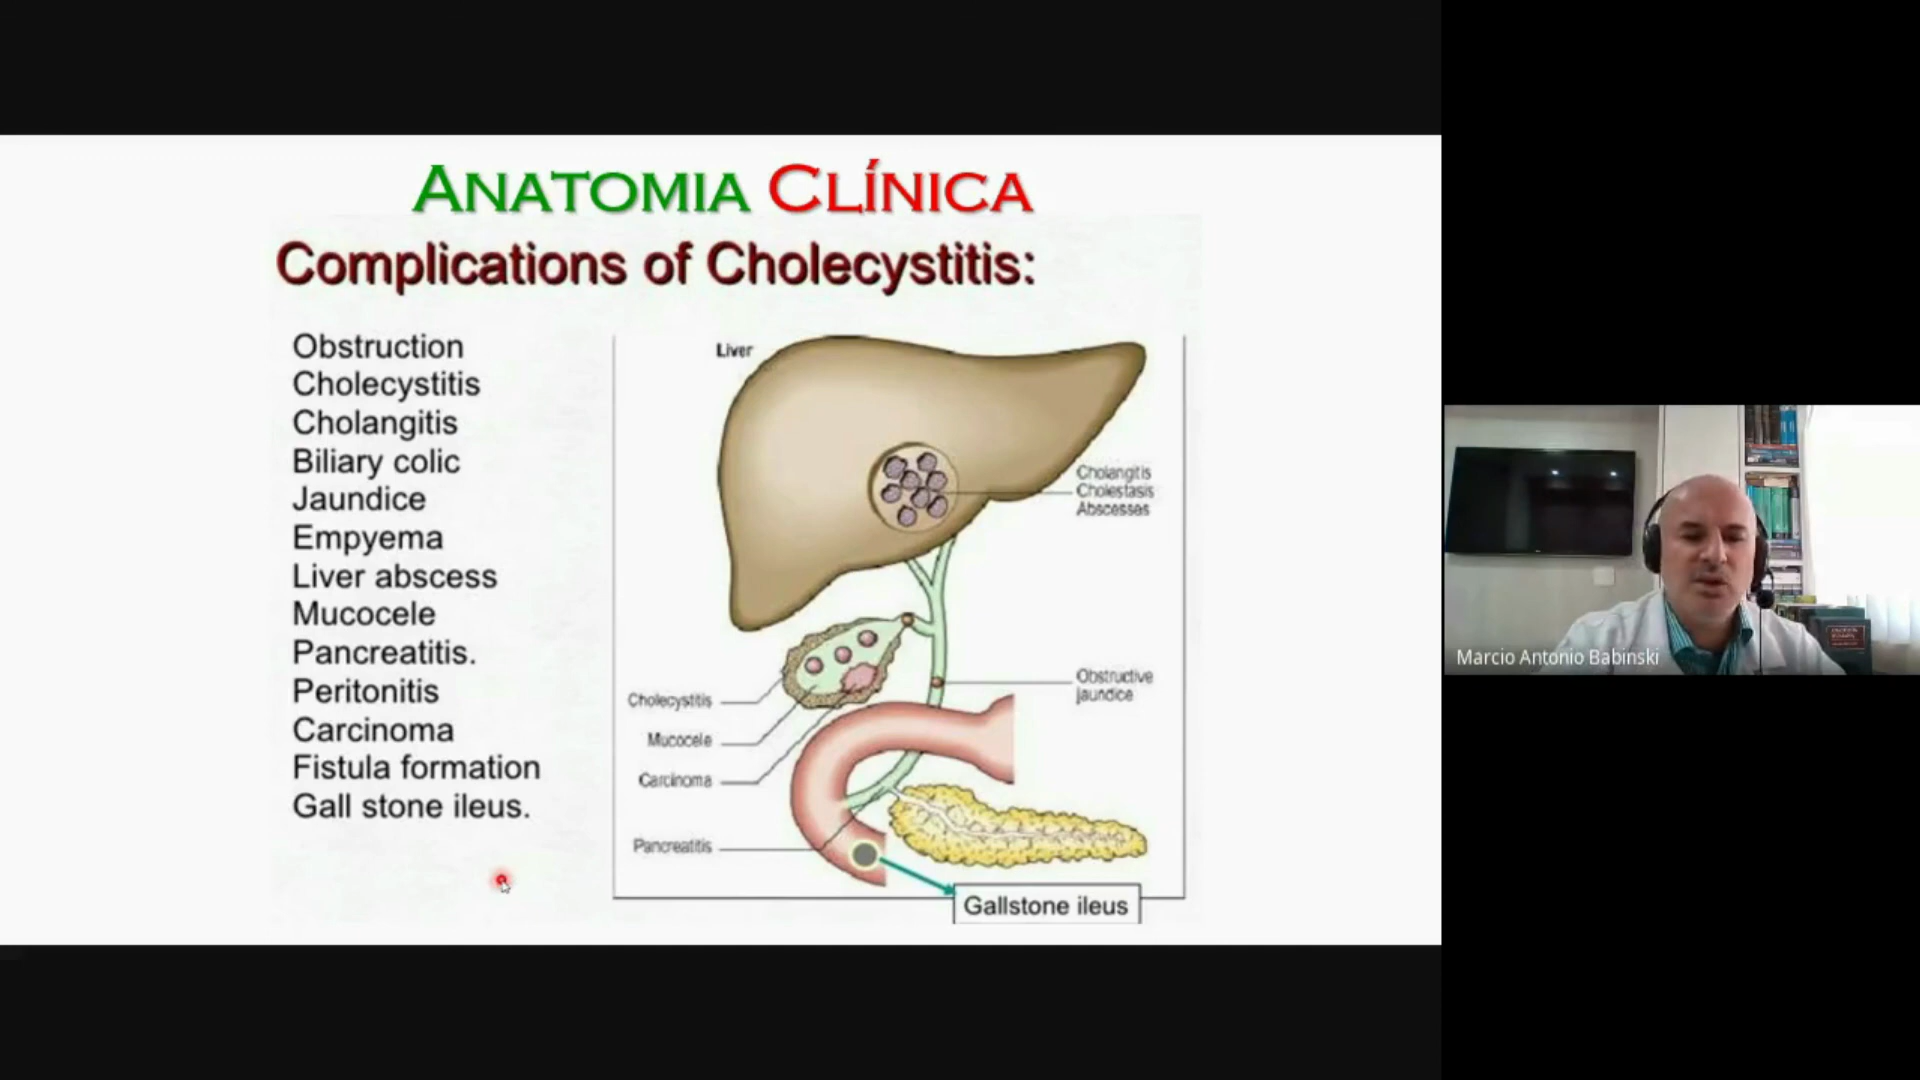 ANATOMIA CLÍNICA
Complications of Cholecystitis:
Obstruction
Cholecystitis
Cholangitis
Biliary colic
Jaundice
Empyema
Liver abscess
Mucocele
Pancreatitis.
Peritonitis
Carcinoma
Fistula formation
Gall stone ileus.
Liver
Cholangitis
Cholestasis
Abscesses
Obstructive
jaundice
Cholecystitis
Mucocele
Carcinoma
Pancreatitis
Gallstone ileus
Marcio Antonio Babinski